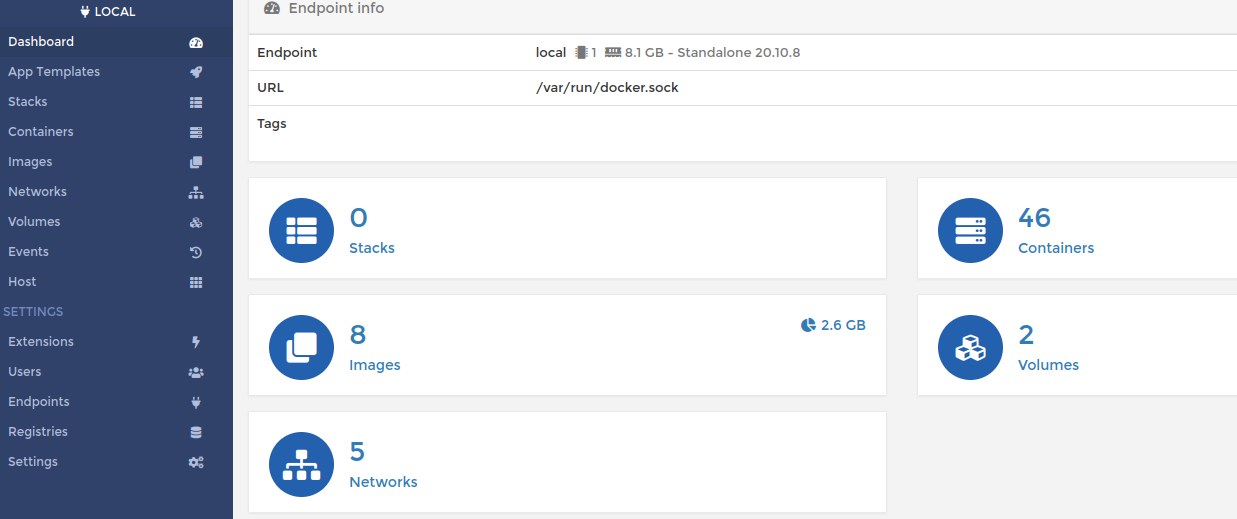 LOCAL
Dashboard
App Templates
Stacks
Containers
Images
Networks
Volumes
Events
Host
SETTINGS
Extensions
Users
Endpoints
Registries
Settings
Endpoint info
Endpoint local 1 8.1 GB - Standalone 20.10.8
URL /var/run/docker.sock
Tags
0
Stacks
46
Containers
8
Images
2.6 GB
2
Volumes
5
Networks